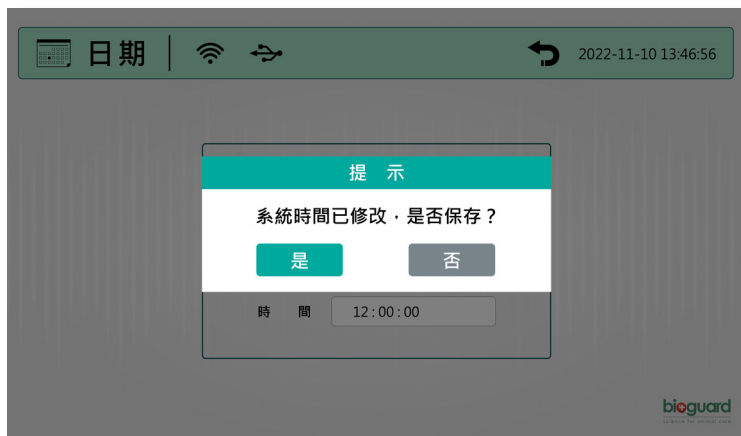 日期 2022-11-10 13:46:56
提 示
系統時間已修改，是否保存？
是 否
時 間 12:00:00
bioguard